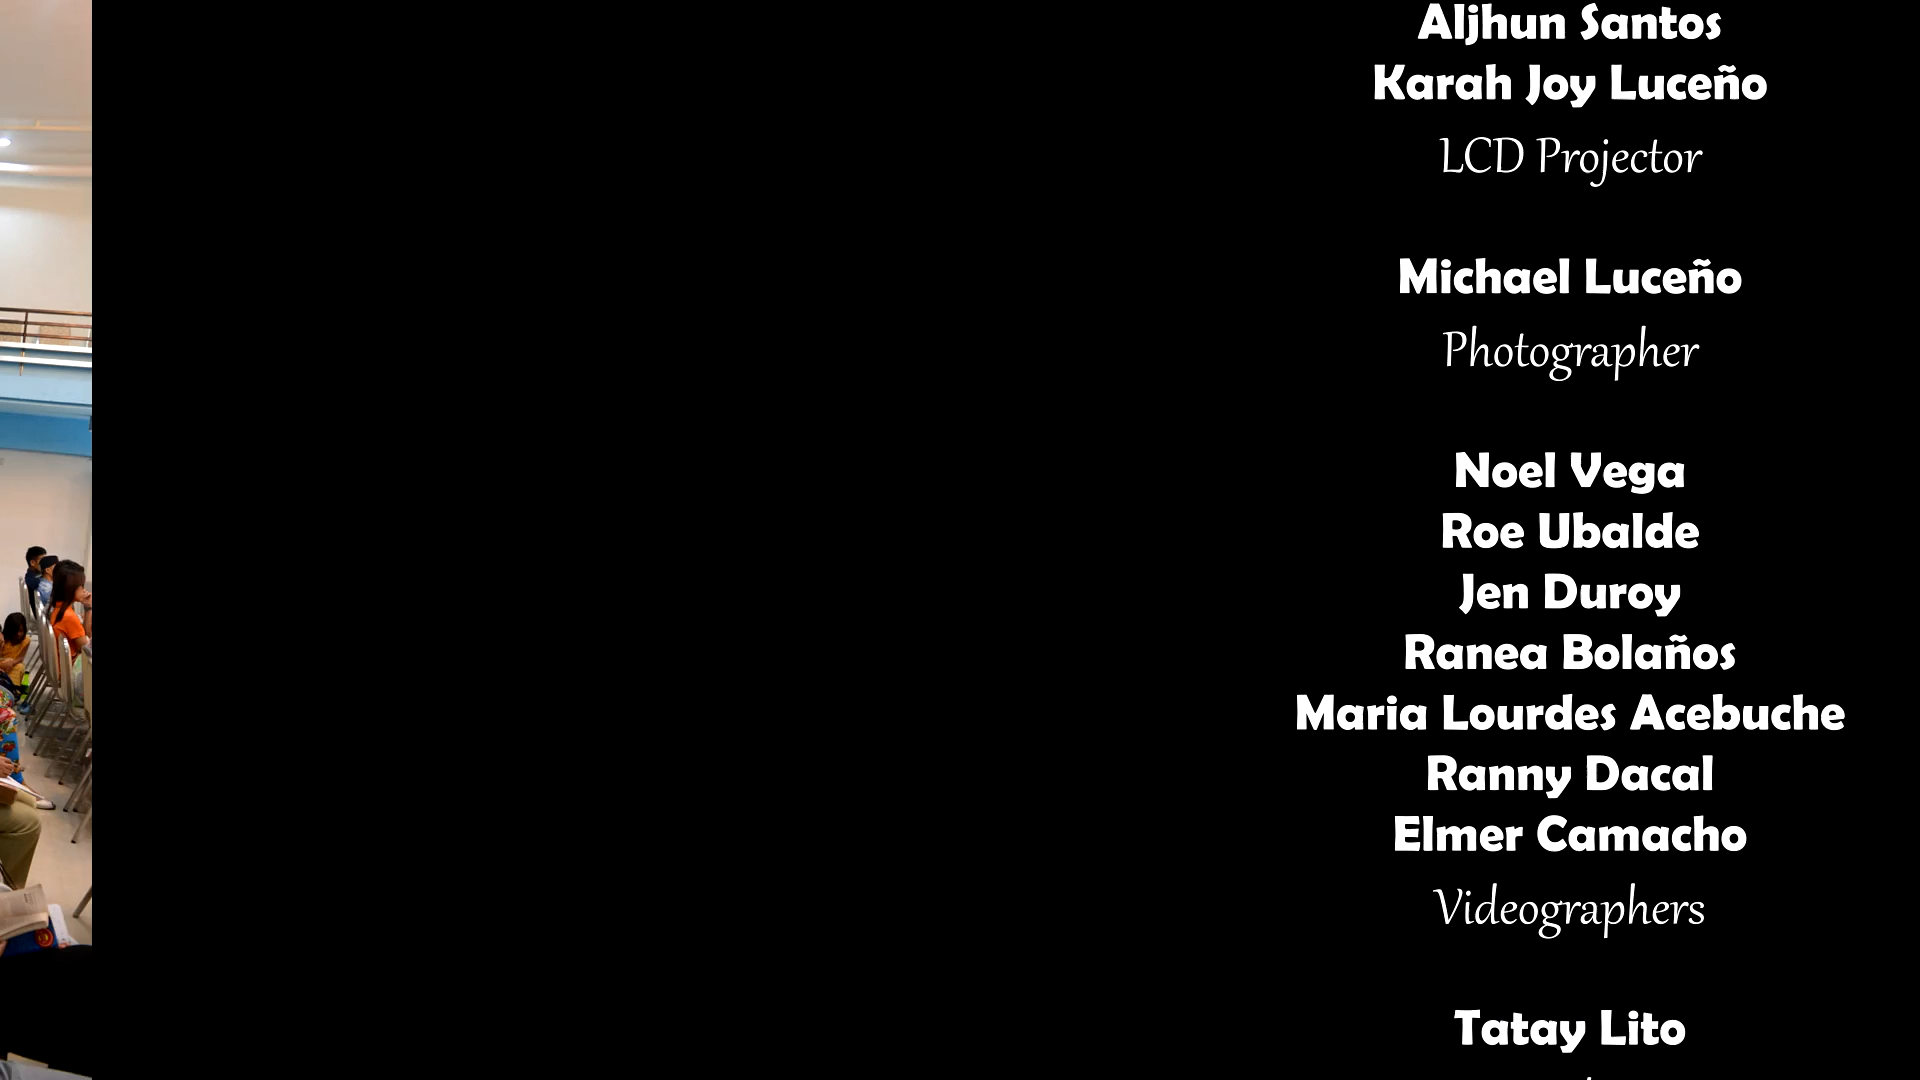 Aljhun Santos
Karah Joy Luceño
LCD Projector
Michael Luceño
Photographer
Noel Vega
Roe Ubalde
Jen Duroy
Ranea Bolaños
Maria Lourdes Acebuche
Ranny Dacal
Elmer Camacho
Videographers
Tatay Lito